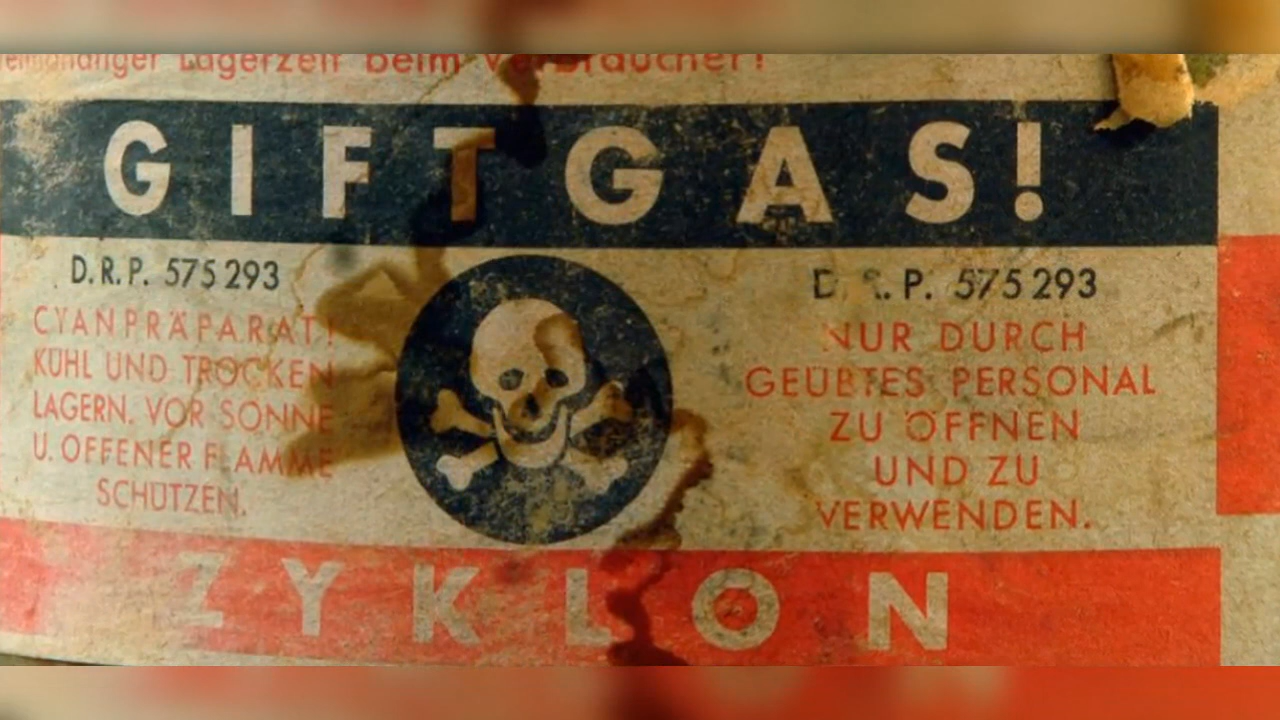 Lagerzeit beim Verbraucher!
GIFTGAS!
D.R.P. 575293
CYANPRÄPARAT!
KÜHL UND TROCKEN
LAGERN. VOR SONNE
U. OFFENER FLAMME
SCHÜTZEN.
D.R.P. 575293
NUR DURCH
GEÜBTES PERSONAL
ZU ÖFFNEN
UND ZU
VERWENDEN.
ZYKLON